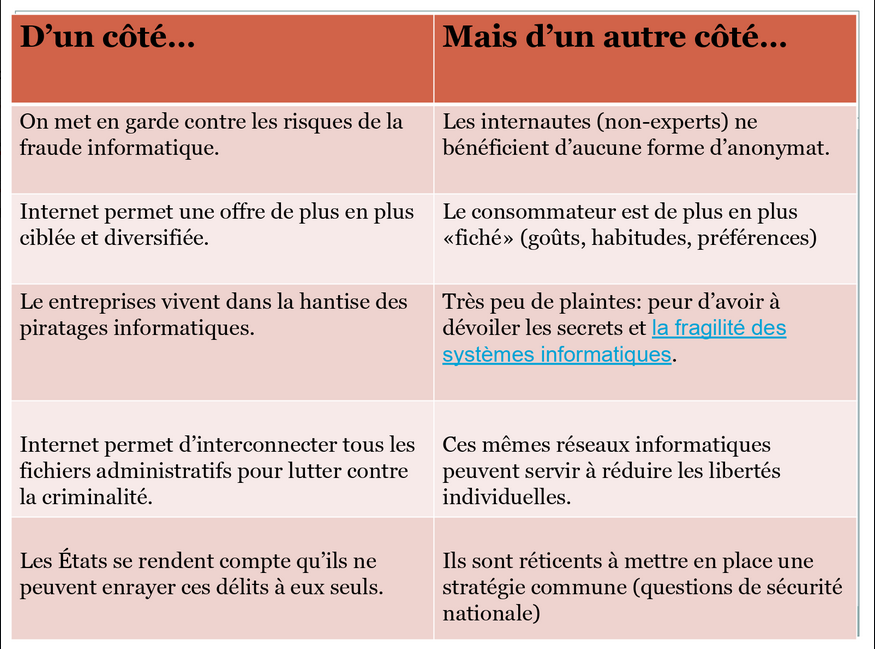 D’un côté…
Mais d’un autre côté…
On met en garde contre les risques de la
fraude informatique.
Les internautes (non-experts) ne
bénéficient d’aucune forme d’anonymat.
Internet permet une offre de plus en plus
ciblée et diversifiée.
Le consommateur est de plus en plus
«fiché» (goûts, habitudes, préférences)
Le entreprises vivent dans la hantise des
piratages informatiques.
Très peu de plaintes: peur d’avoir à
dévoiler les secrets et la fragilité des
systèmes informatiques.
Internet permet d’interconnecter tous les
fichiers administratifs pour lutter contre
la criminalité.
Ces mêmes réseaux informatiques
peuvent servir à réduire les libertés
individuelles.
Les États se rendent compte qu’ils ne
peuvent enrayer ces délits à eux seuls.
Ils sont réticents à mettre en place une
stratégie commune (questions de sécurité
nationale)